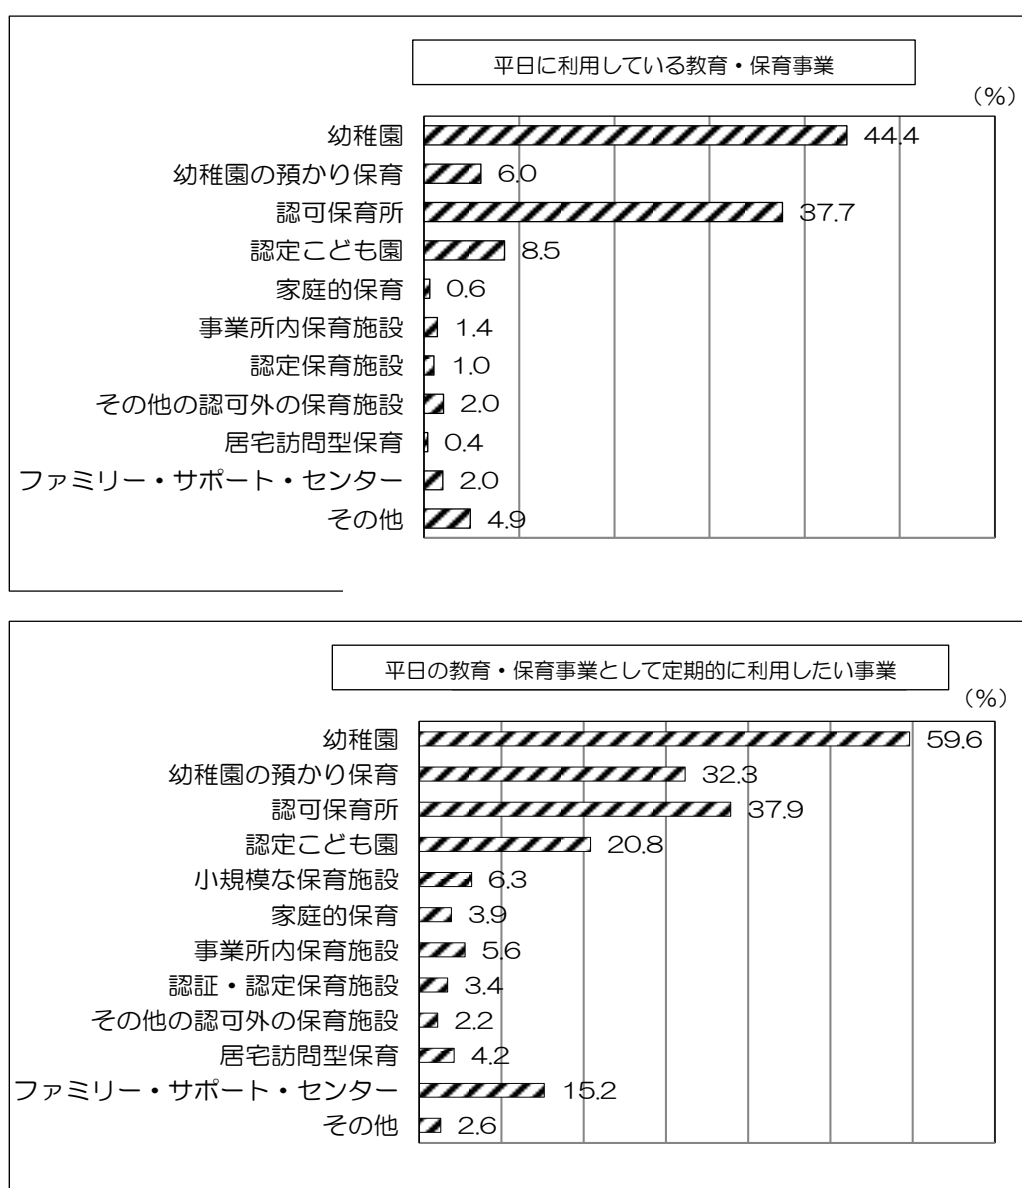 平日に利用している教育・保育事業
（％）
幼稚園 44.4
幼稚園の預かり保育 6.0
認可保育所 37.7
認定こども園 8.5
家庭的保育 0.6
事業所内保育施設 1.4
認定保育施設 1.0
その他の認可外の保育施設 2.0
居宅訪問型保育 0.4
ファミリー・サポート・センター 2.0
その他 4.9
平日の教育・保育事業として定期的に利用したい事業
（％）
幼稚園 59.6
幼稚園の預かり保育 32.3
認可保育所 37.9
認定こども園 20.8
小規模な保育施設 6.3
家庭的保育 3.9
事業所内保育施設 5.6
認証・認定保育施設 3.4
その他の認可外の保育施設 2.2
居宅訪問型保育 4.2
ファミリー・サポート・センター 15.2
その他 2.6